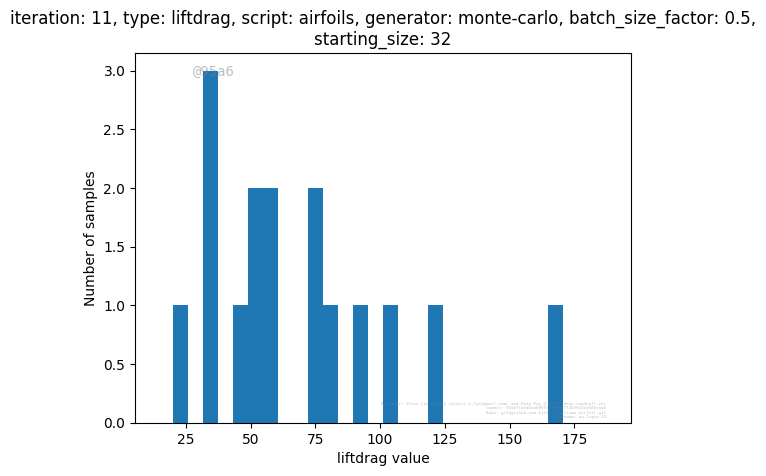 iteration: 11, type: liftdrag, script: airfoils, generator: monte-carlo, batch_size_factor: 0.5,
starting_size: 32
@95a6
3.0
2.5
2.0
1.5
1.0
0.5
0.0
Number of samples
25 50 75 100 125 150 175
liftdrag value